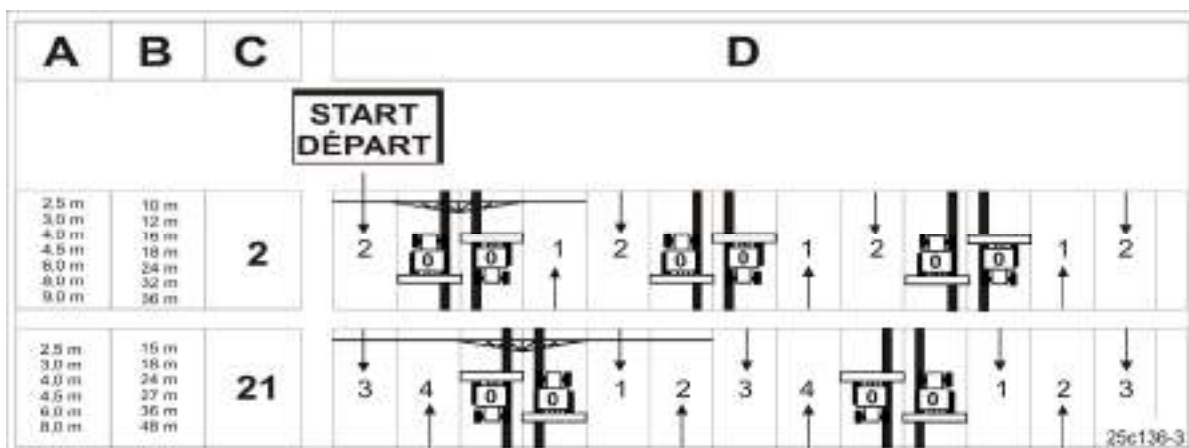 A B C D
START
DÉPART
2,5 m 10 m
3,0 m 12 m
4,0 m 16 m
4,5 m 18 m
6,0 m 24 m
8,0 m 32 m
9,0 m 36 m
2
2 0 0 1 2 0 0 1 2 0 0 1 2
2,5 m 15 m
3,0 m 18 m
4,0 m 24 m
4,5 m 27 m
6,0 m 36 m
8,0 m 48 m
21
3 4 0 0 1 2 3 4 0 0 1 2 3
25c136-3